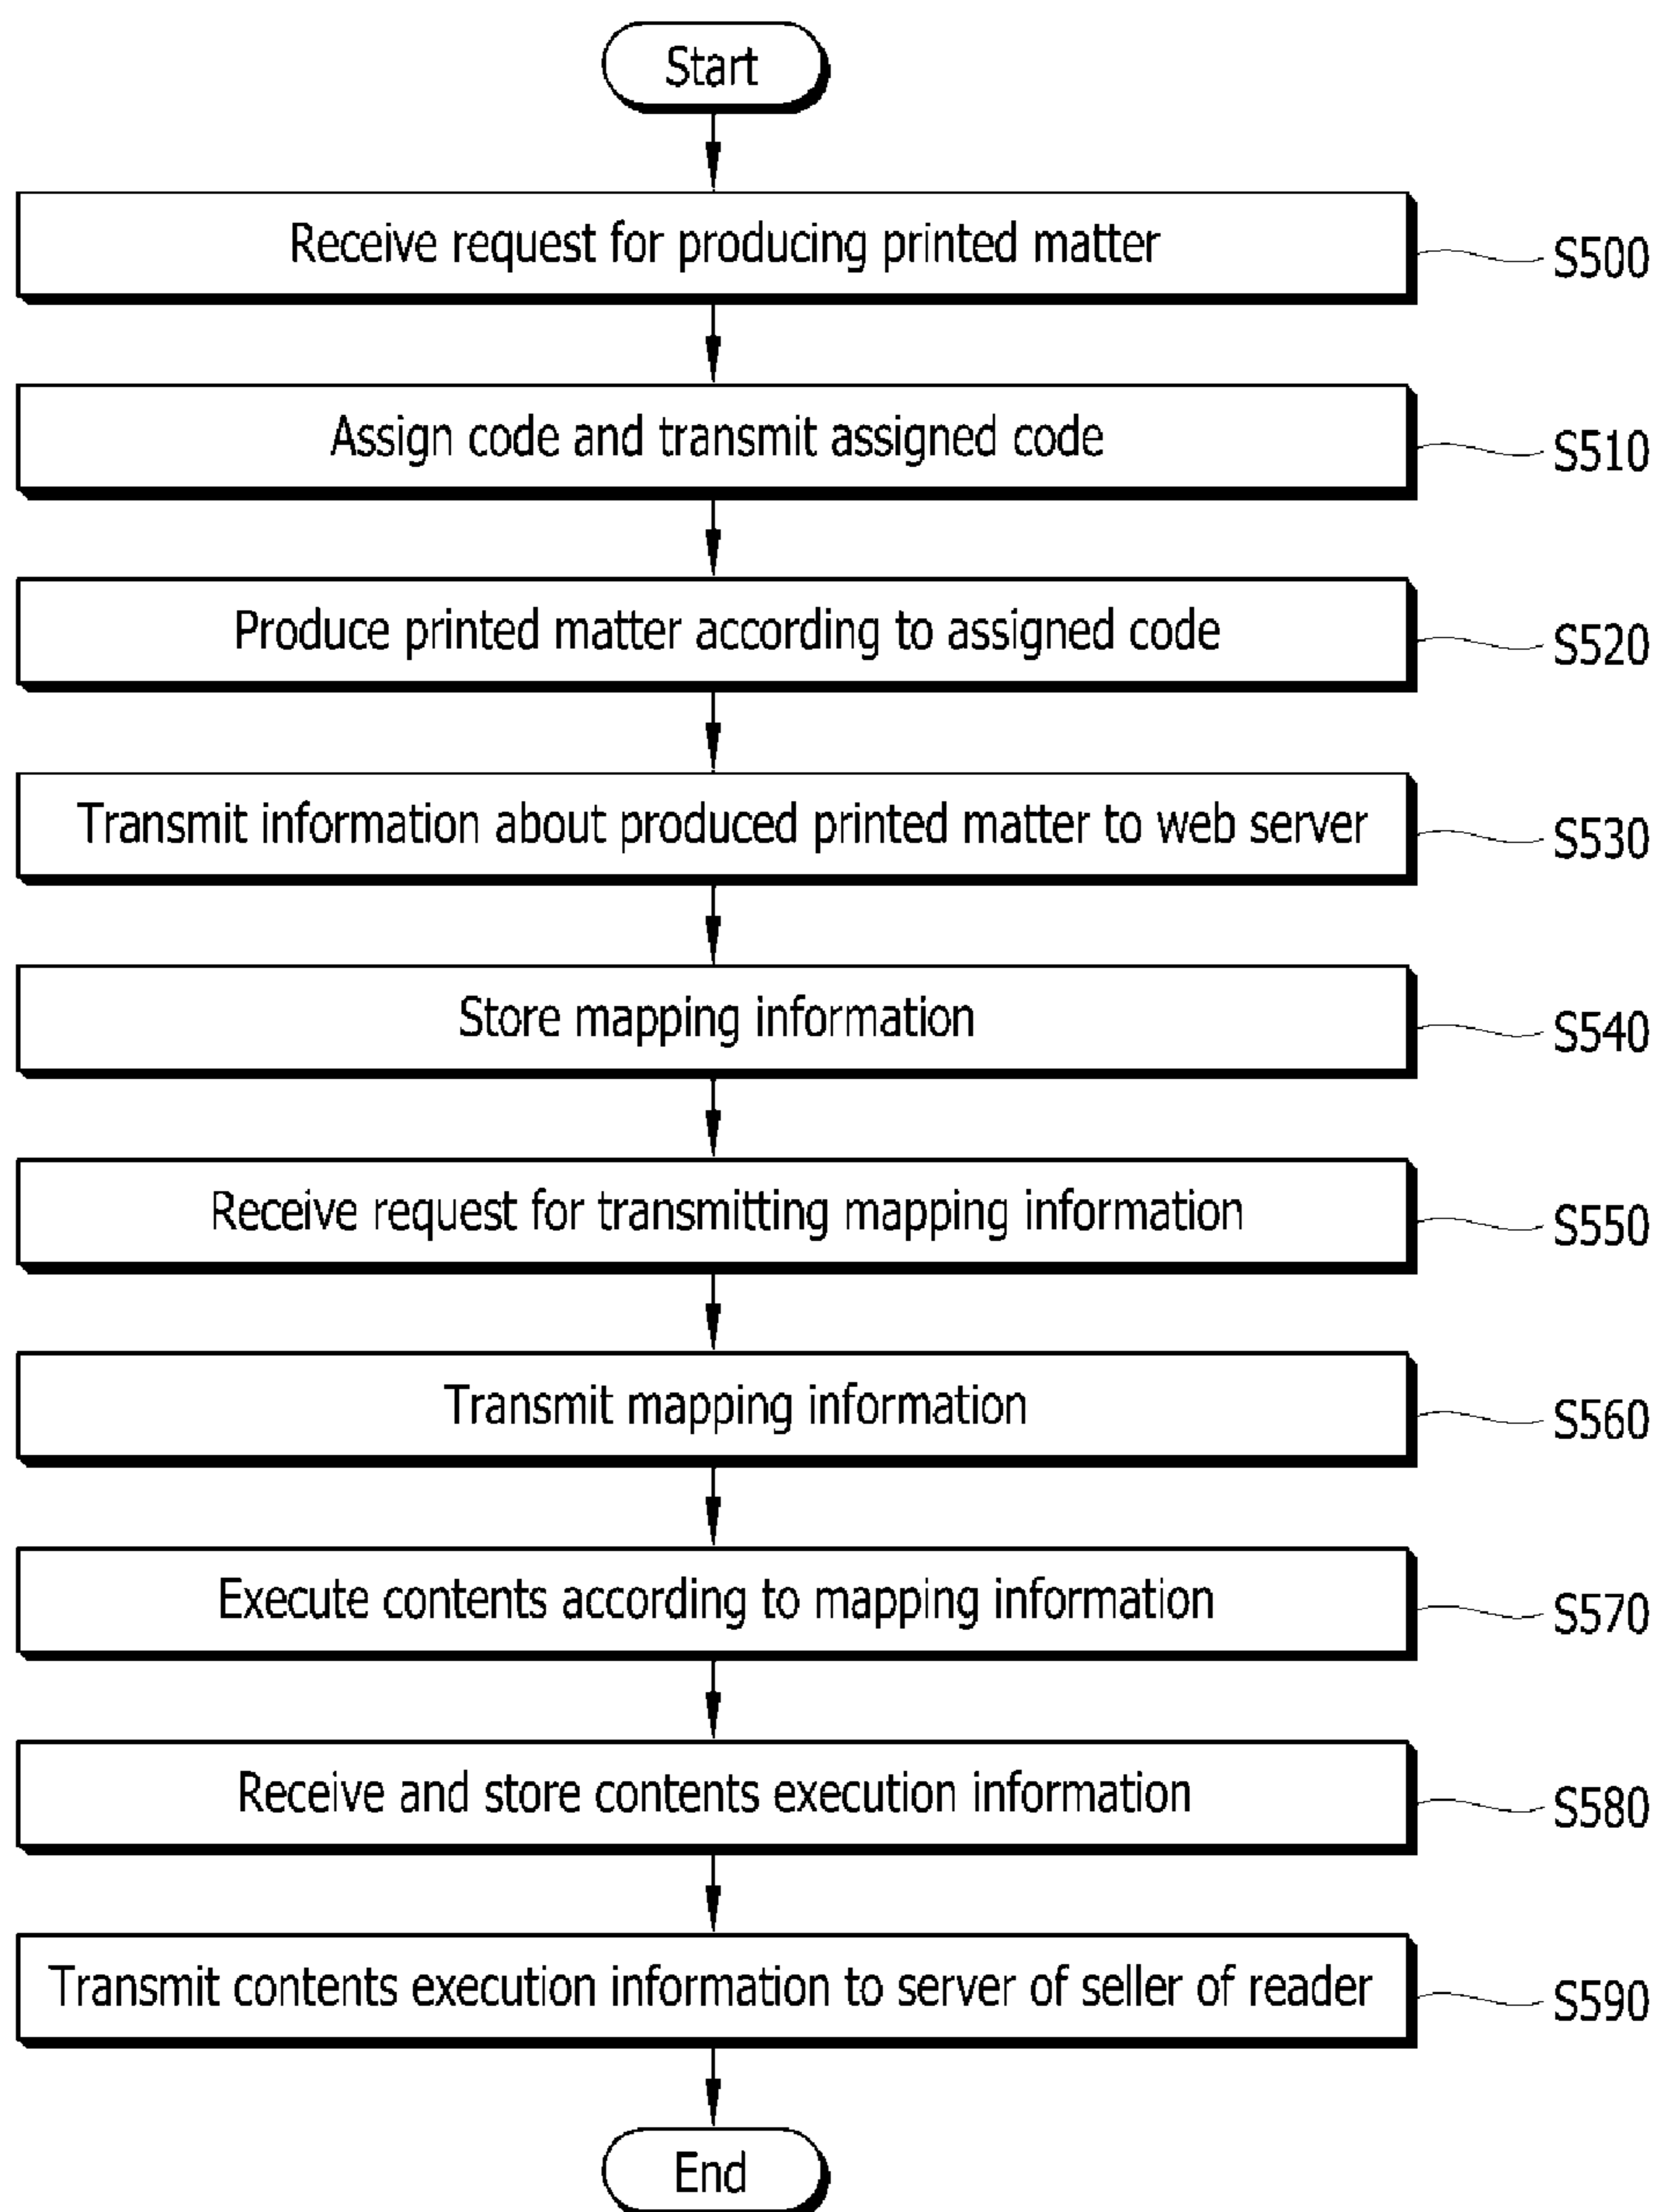 Start
Receive request for producing printed matter
S500
Assign code and transmit assigned code
S510
Produce printed matter according to assigned code
S520
Transmit information about produced printed matter to web server
S530
Store mapping information
S540
Receive request for transmitting mapping information
S550
Transmit mapping information
S560
Execute contents according to mapping information
S570
Receive and store contents execution information
S580
Transmit contents execution information to server of seller of reader
S590
End